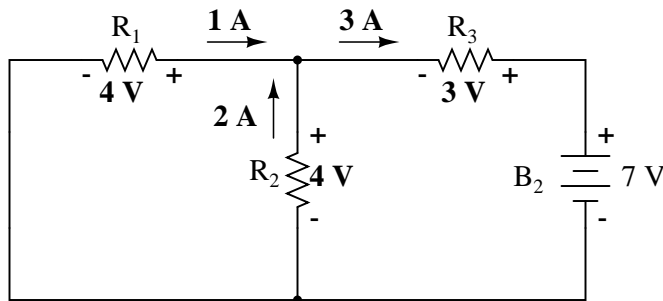 1 A 3 A
R1 R3
- + - +
4 V 3 V
2 A
+ +
R2 4 V B2 7 V
- -